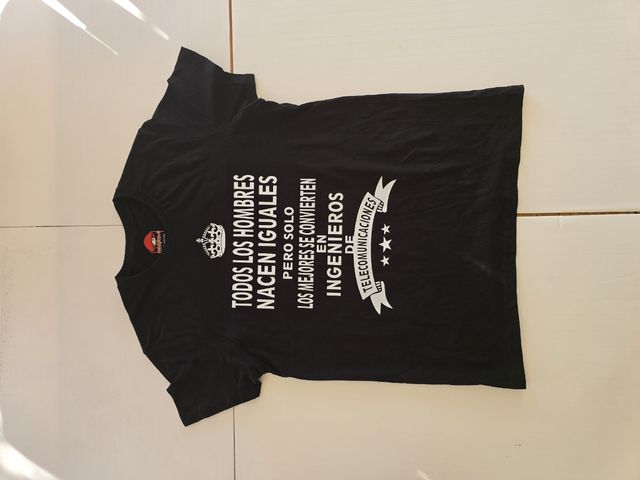 TODOS LOS HOMBRES
NACEN IGUALES
PERO SOLO
LOS MEJORES SE CONVIERTEN
EN
INGENIEROS
DE
TELECOMUNICACIONES